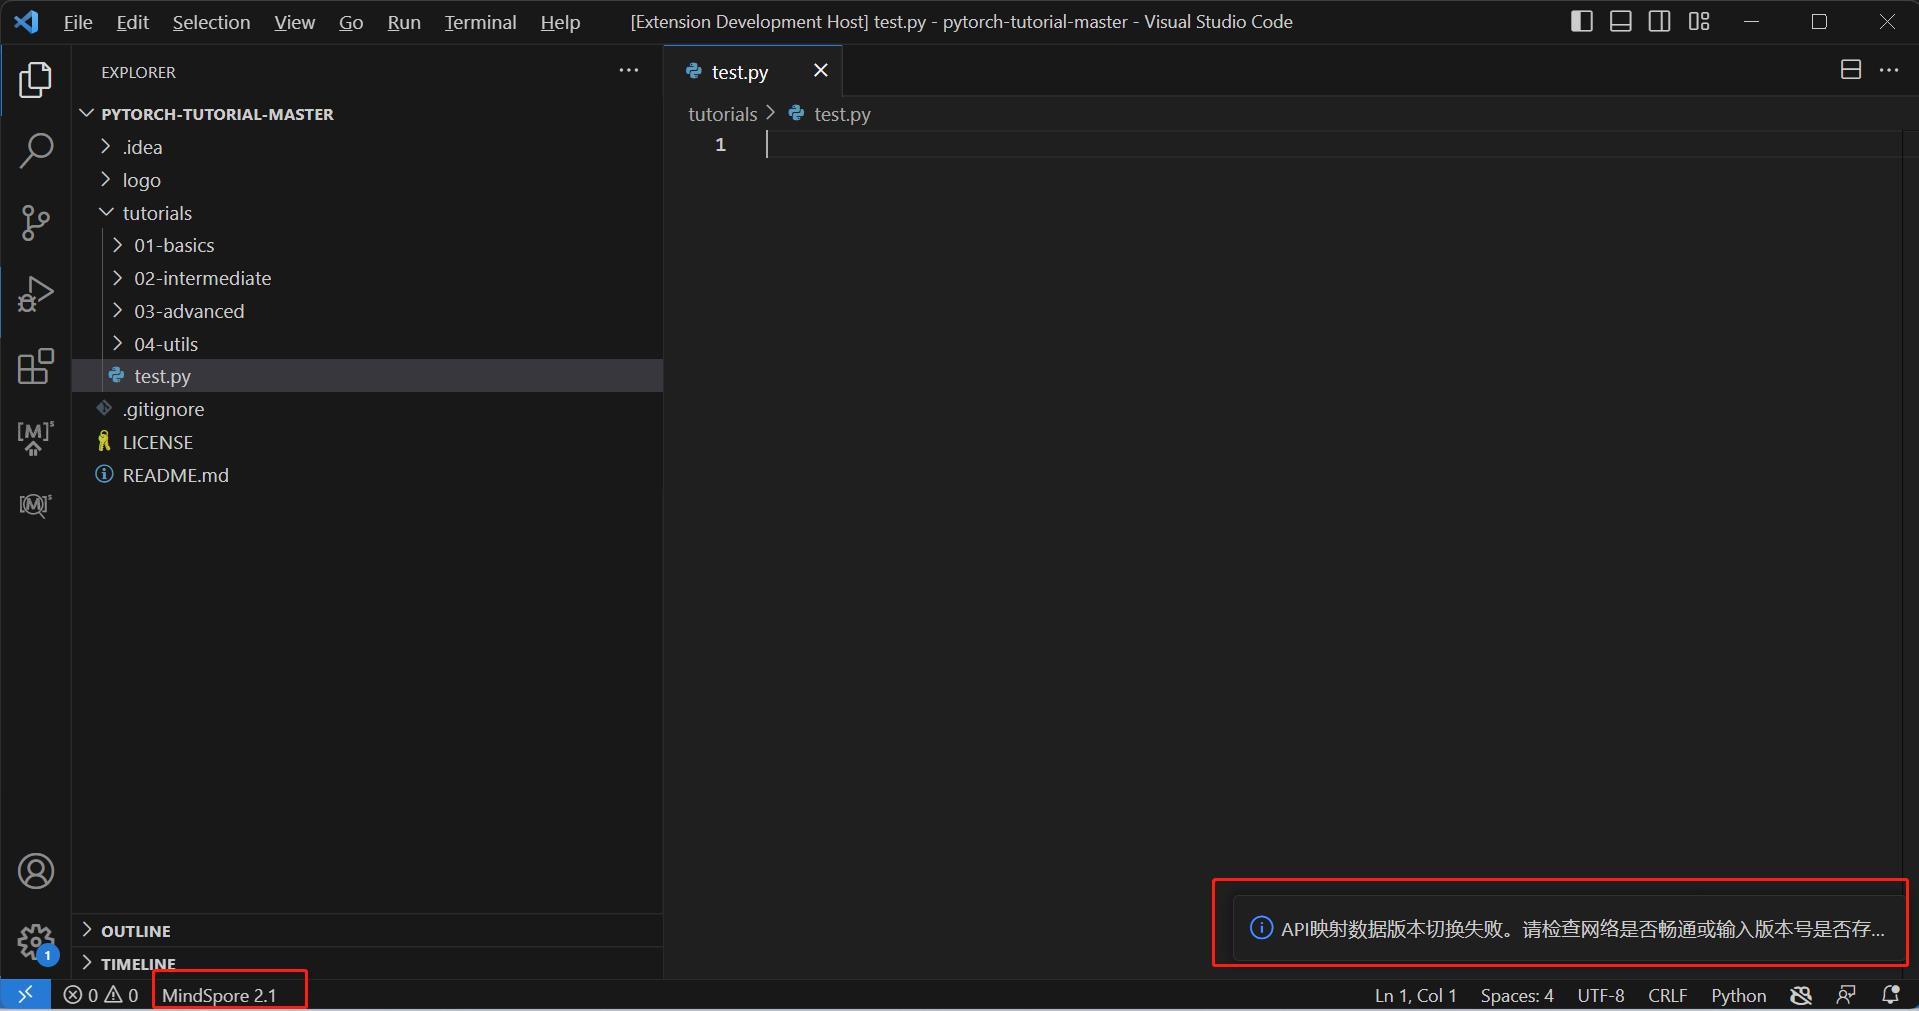 File Edit Selection View Go Run Terminal Help [Extension Development Host] test.py - pytorch-tutorial-master - Visual Studio Code
EXPLORER
PYTORCH-TUTORIAL-MASTER
.idea
logo
tutorials
01-basics
02-intermediate
03-advanced
04-utils
test.py
.gitignore
LICENSE
README.md
OUTLINE
TIMELINE
test.py
tutorials > test.py
1
API映射数据版本切换失败。请检查网络是否畅通或输入版本号是否存...
[M]s
[M]s
1
0 0 MindSpore 2.1 Ln 1, Col 1 Spaces: 4 UTF-8 CRLF Python